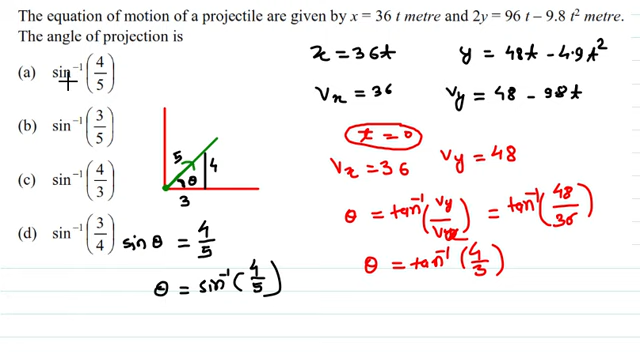 The equation of motion of a projectile are given by x = 36 t metre and 2y = 96 t – 9.8 t² metre.
The angle of projection is
(a) sin⁻¹(4/5)
(b) sin⁻¹(3/5)
(c) sin⁻¹(4/3)
(d) sin⁻¹(3/4)
x = 36t
y = 48t - 4.9t²
Vx = 36
Vy = 48 - 9.8t
t = 0
Vx = 36
Vy = 48
θ = tan⁻¹(Vy/Vx) = tan⁻¹(48/36)
θ = tan⁻¹(4/3)
5
4
θ
3
sin θ = 4/5
θ = sin⁻¹(4/5)